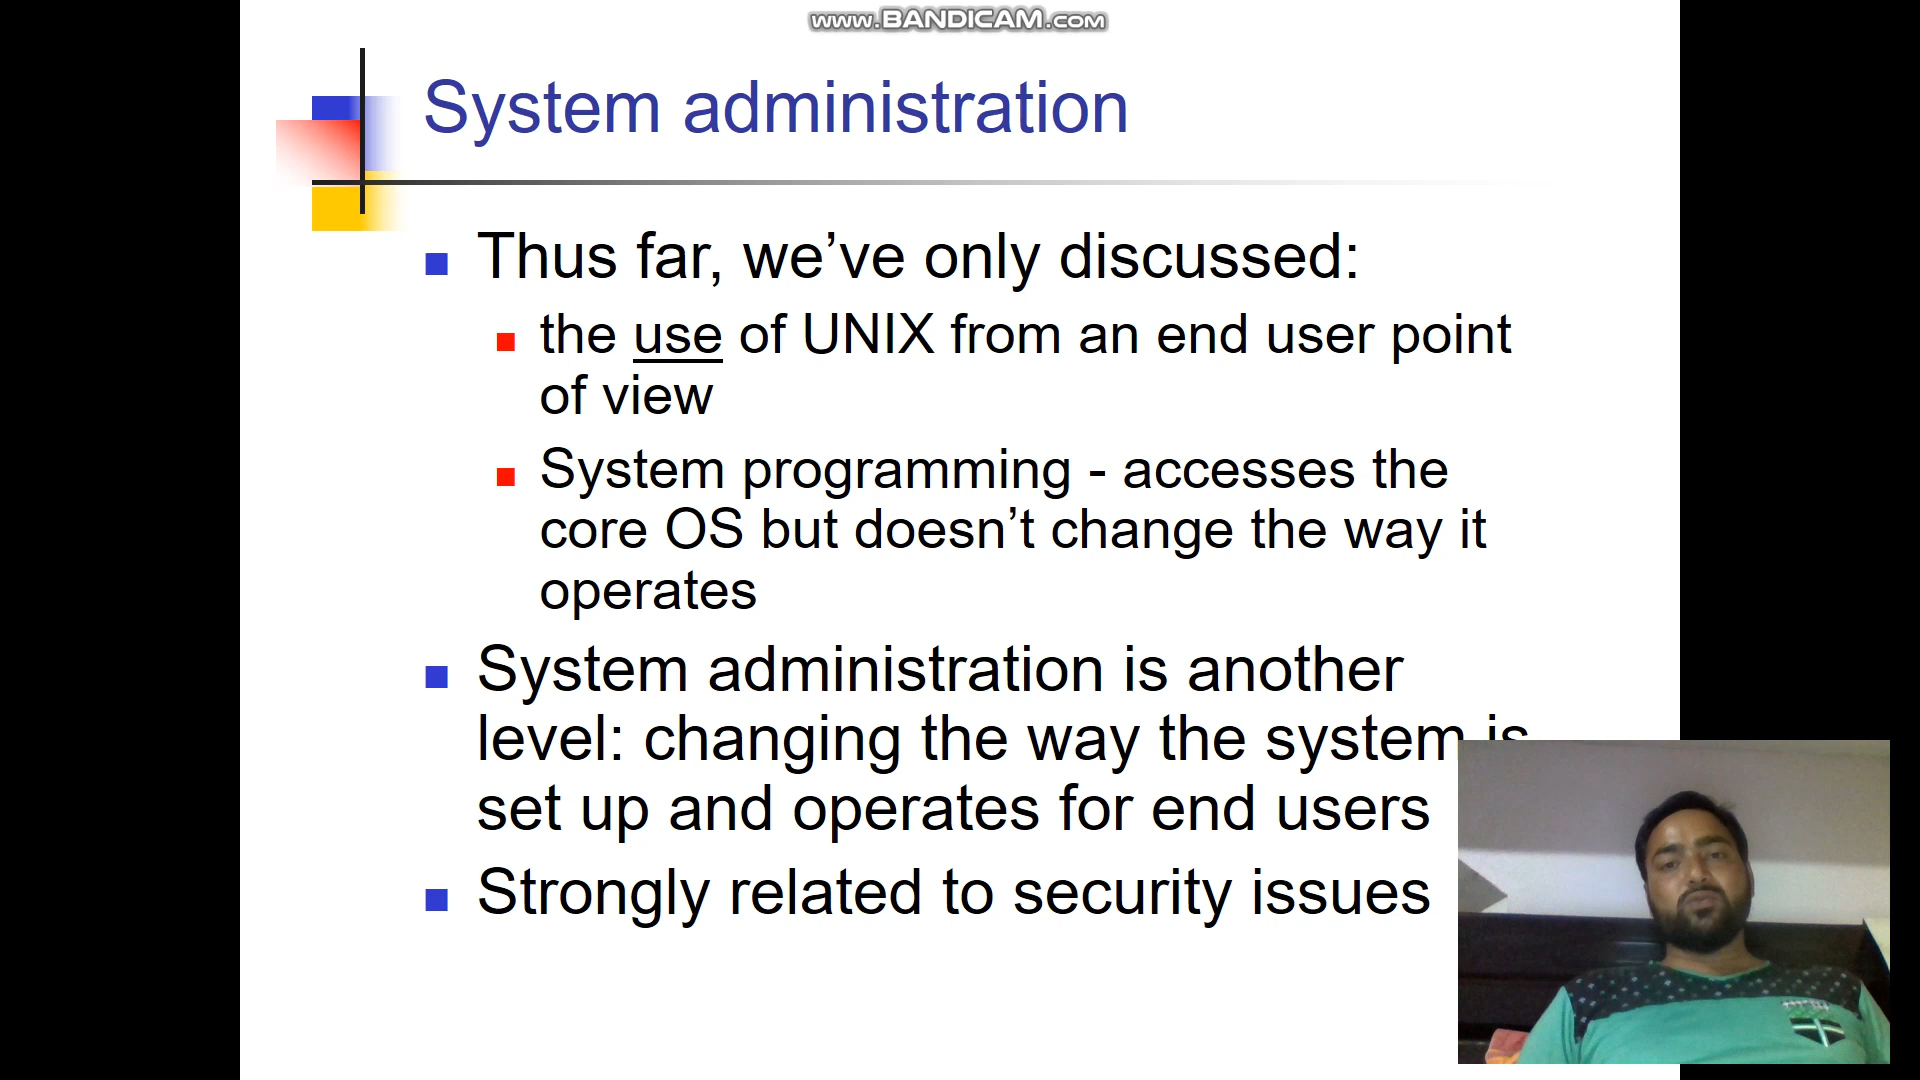 www.BANDICAM.com
System administration
Thus far, we’ve only discussed:
the use of UNIX from an end user point
of view
System programming - accesses the
core OS but doesn’t change the way it
operates
System administration is another
level: changing the way the system is
set up and operates for end users
Strongly related to security issues